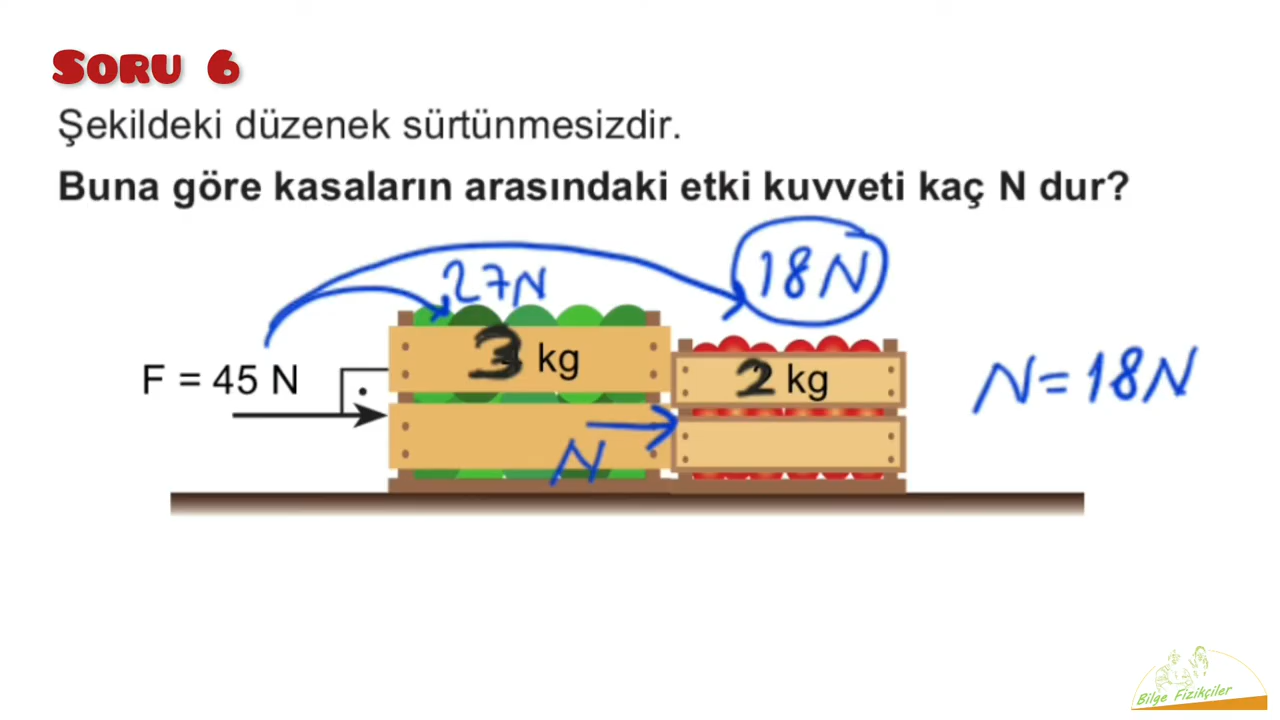 SORU 6
Şekildeki düzenek sürtünmesizdir.
Buna göre kasaların arasındaki etki kuvveti kaç N dur?
27N
18N
F = 45 N
3 kg
2 kg
N
N=18N
Bilge Fizikçiler